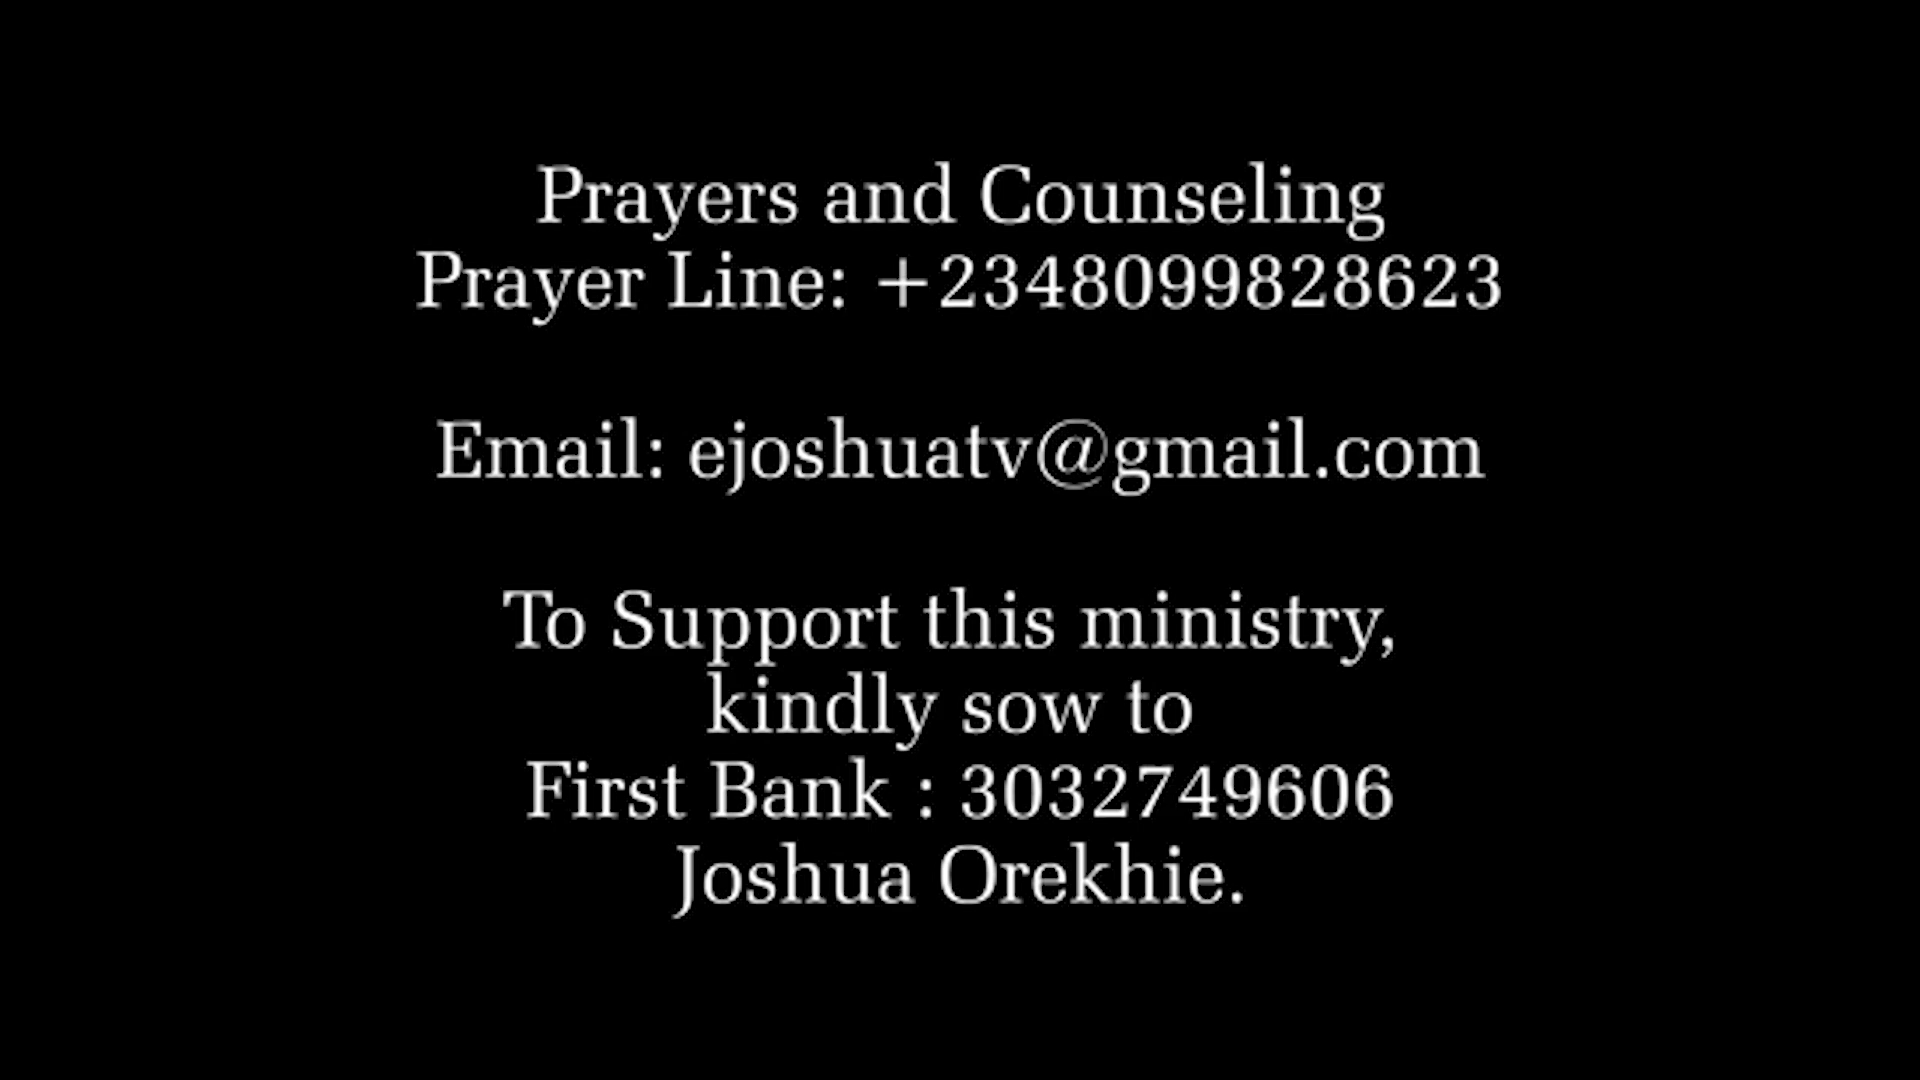 Prayers and Counseling
Prayer Line: +2348099828623
Email: ejoshuatv@gmail.com
To Support this ministry,
kindly sow to
First Bank : 3032749606
Joshua Orekhie.